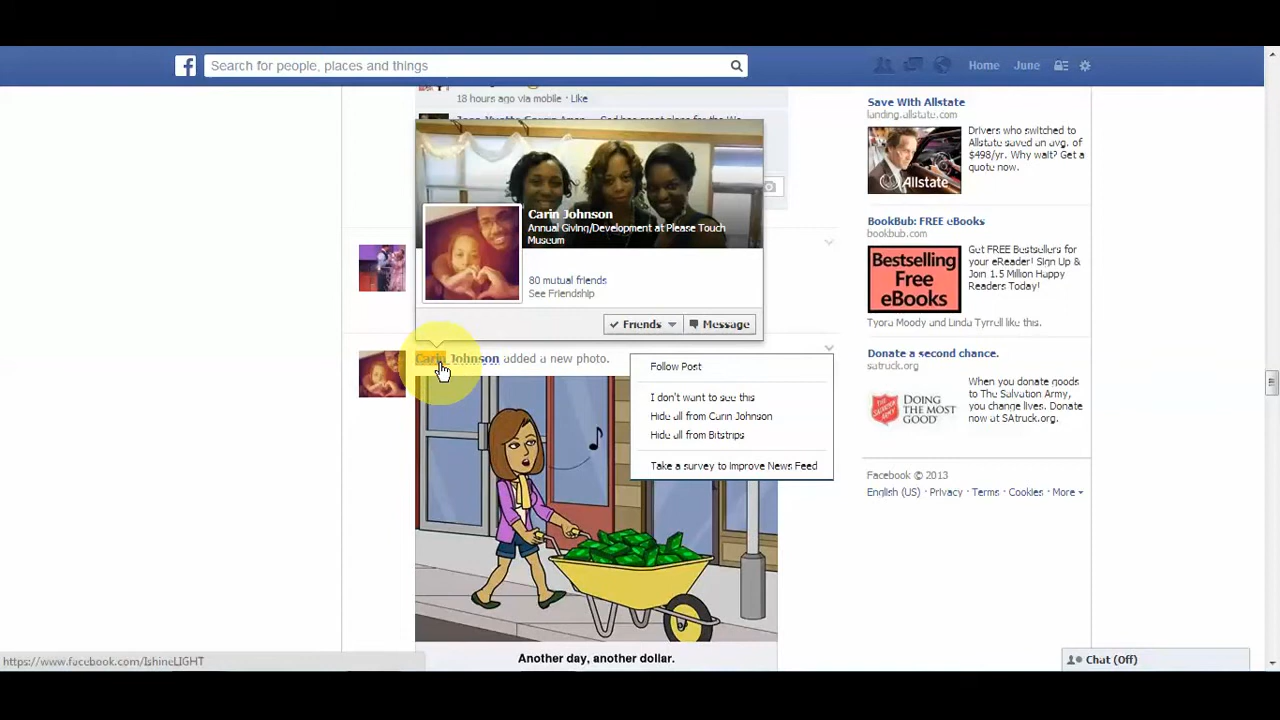 f Search for people, places and things Home June
18 hours ago via mobile · Like
Carin Johnson
Annual Giving/Development at Please Touch
Museum
80 mutual friends
See Friendship
Friends Message
Carin Johnson added a new photo.
Follow Post
I don't want to see this
Hide all from Carin Johnson
Hide all from Bitstrips
Take a survey to Improve News Feed
Another day, another dollar.
Save With Allstate
landing.allstate.com
Allstate
Drivers who switched to
Allstate saved an avg. of
$498/yr. Why wait? Get a
quote now.
BookBub: FREE eBooks
bookbub.com
Bestselling
Free
eBooks
Get FREE Bestsellers for
your eReader! Sign Up &
Join 1.5 Million Happy
Readers Today!
Tyora Moody and Linda Tyrrell like this.
Donate a second chance.
satruck.org
DOING
THE MOST
GOOD
When you donate goods
to The Salvation Army,
you change lives. Donate
now at SAtruck.org.
Facebook © 2013
English (US) · Privacy · Terms · Cookies · More
https://www.facebook.com/IshineLIGHT
Chat (Off)